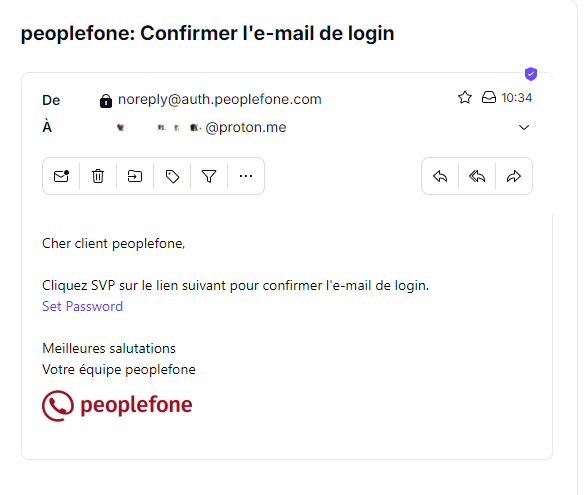 peoplefone: Confirmer l'e-mail de login
De noreply@auth.peoplefone.com 10:34
À @proton.me
Cher client peoplefone,
Cliquez SVP sur le lien suivant pour confirmer l'e-mail de login.
Set Password
Meilleures salutations
Votre équipe peoplefone
peoplefone